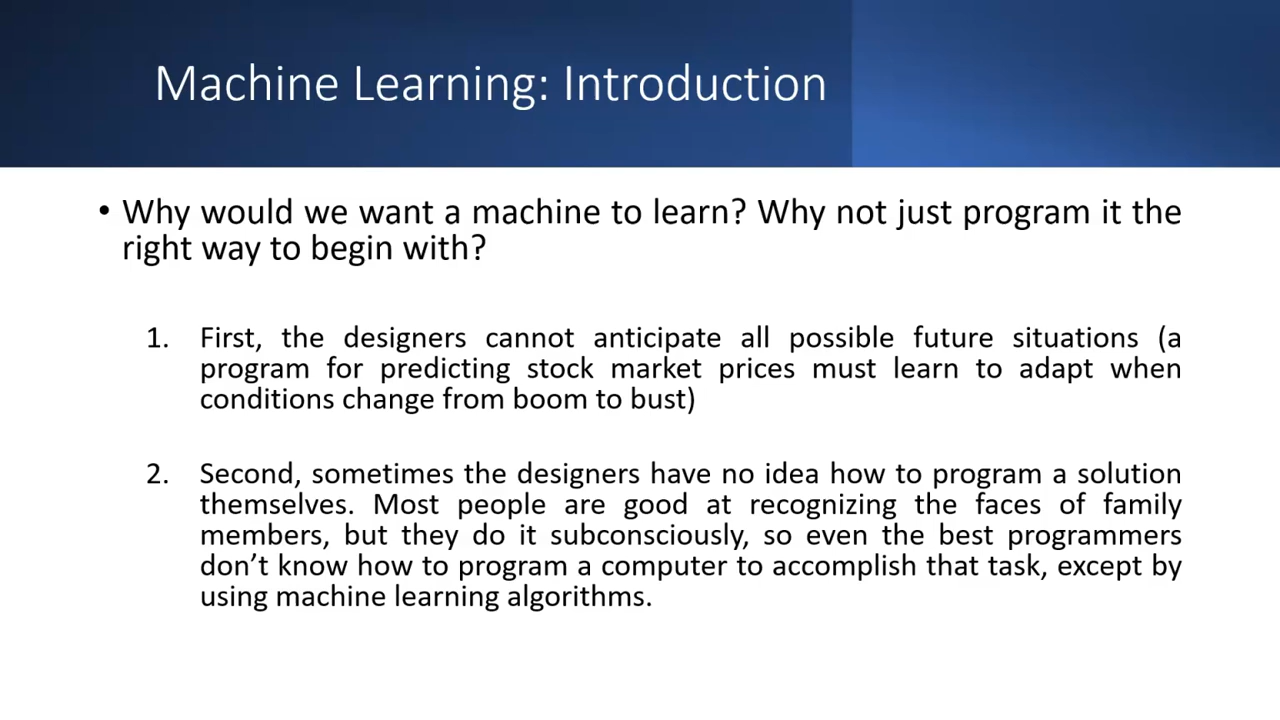 Machine Learning: Introduction
• Why would we want a machine to learn? Why not just program it the
right way to begin with?
1. First, the designers cannot anticipate all possible future situations (a
program for predicting stock market prices must learn to adapt when
conditions change from boom to bust)
2. Second, sometimes the designers have no idea how to program a solution
themselves. Most people are good at recognizing the faces of family
members, but they do it subconsciously, so even the best programmers
don’t know how to program a computer to accomplish that task, except by
using machine learning algorithms.